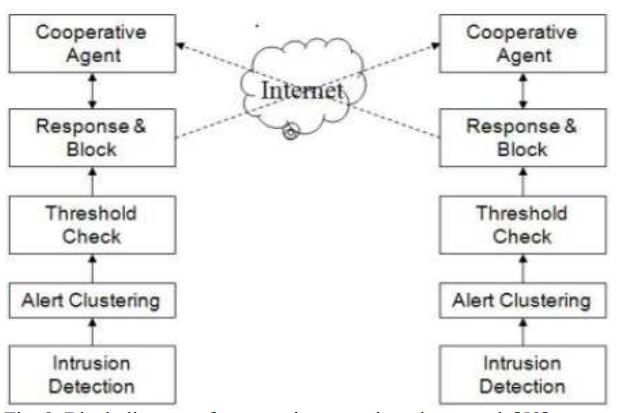 Cooperative
Agent
Response &
Block
Threshold
Check
Alert Clustering
Intrusion
Detection
Internet
Cooperative
Agent
Response &
Block
Threshold
Check
Alert Clustering
Intrusion
Detection